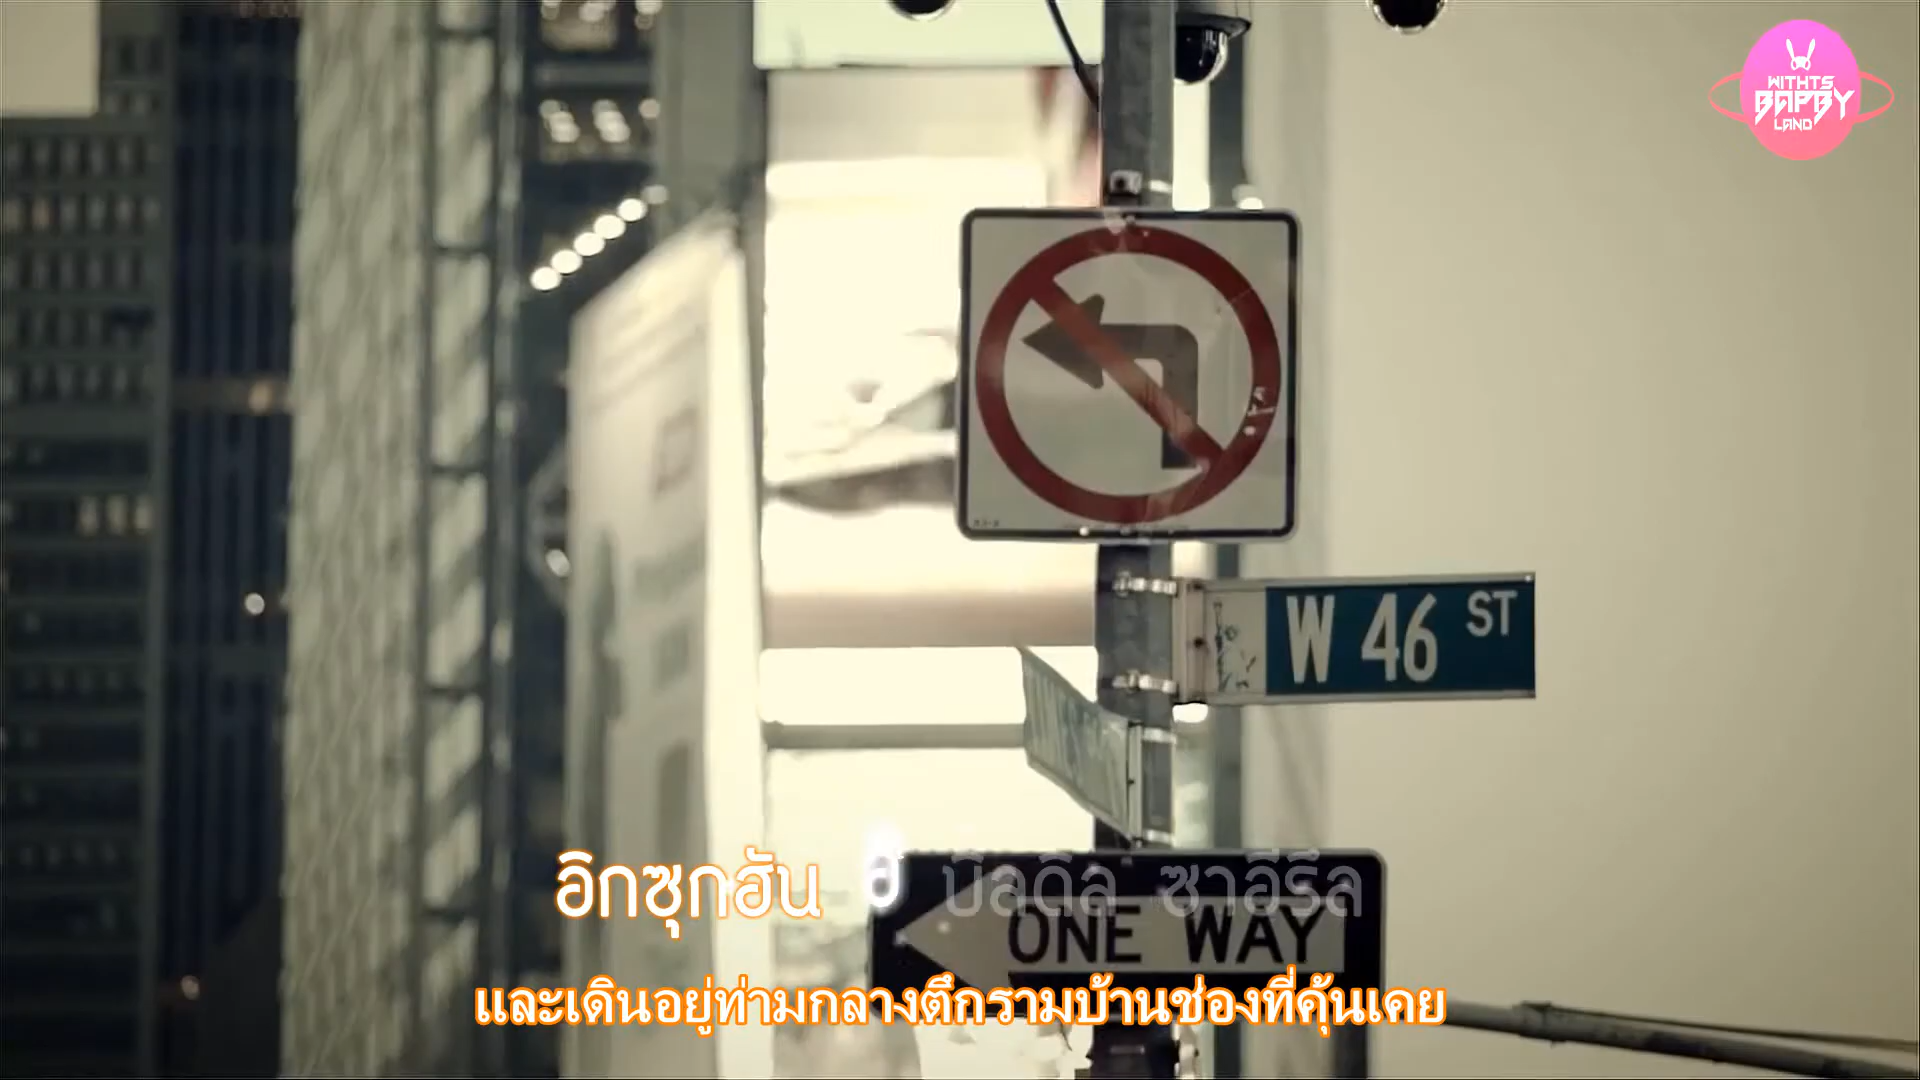 WITHTS
BAPBY
LAND
W 46 ST
อิกซุกฮัน อี บิลดิล ซาอีรึล
ONE WAY
และเดินอยู่ท่ามกลางตึกรามบ้านช่องที่คุ้นเคย